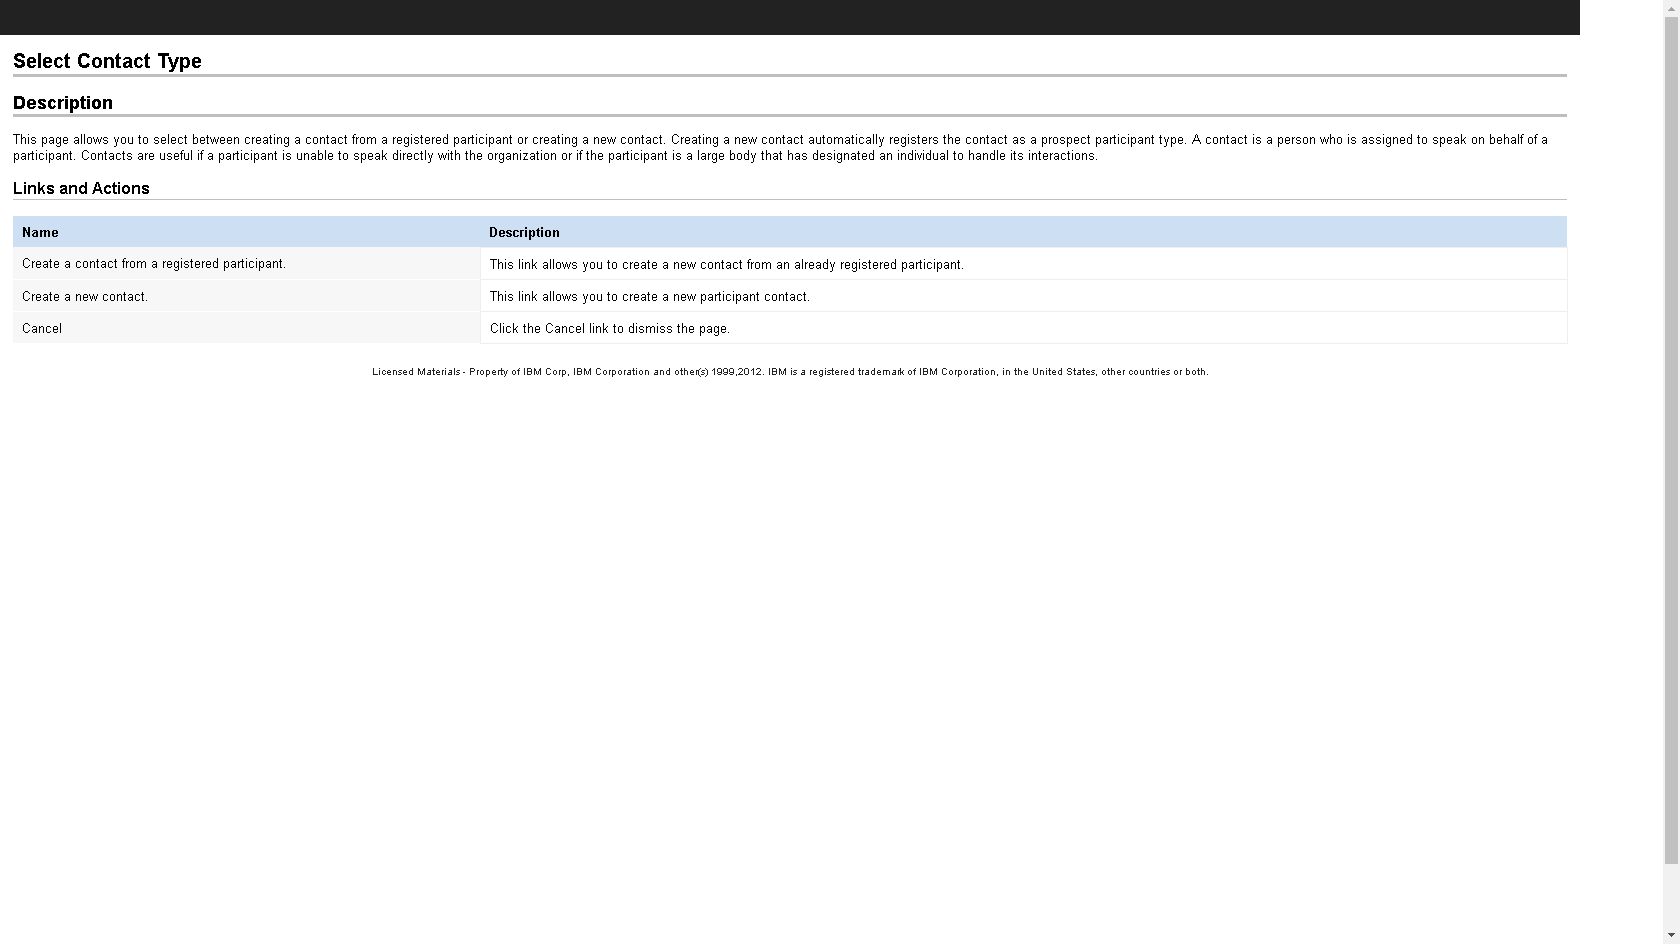 Select Contact Type
Description
This page allows you to select between creating a contact from a registered participant or creating a new contact. Creating a new contact automatically registers the contact as a prospect participant type. A contact is a person who is assigned to speak on behalf of a
participant. Contacts are useful if a participant is unable to speak directly with the organization or if the participant is a large body that has designated an individual to handle its interactions.
Links and Actions
Name Description
Create a contact from a registered participant. This link allows you to create a new contact from an already registered participant.
Create a new contact. This link allows you to create a new participant contact.
Cancel Click the Cancel link to dismiss the page.
Licensed Materials - Property of IBM Corp, IBM Corporation and other(s) 1999,2012. IBM is a registered trademark of IBM Corporation, in the United States, other countries or both.